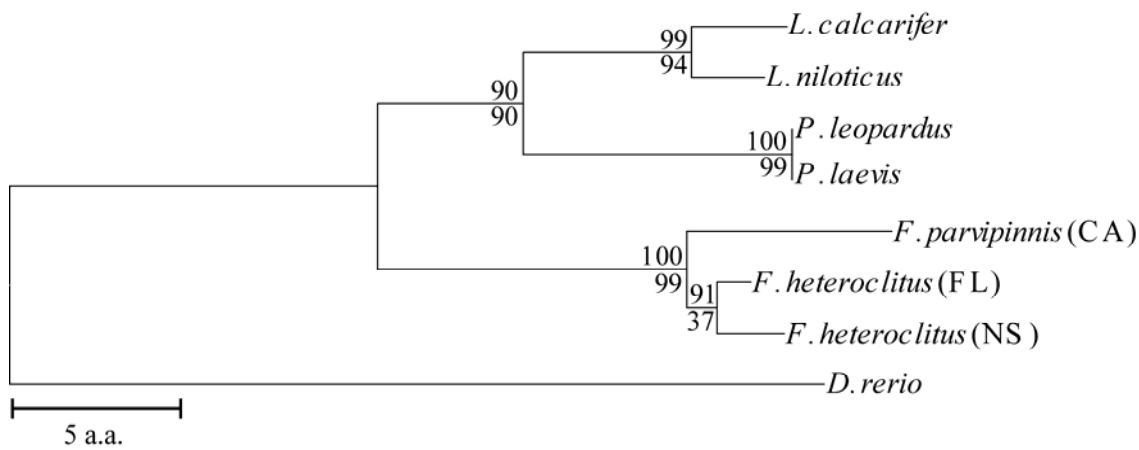 99
94
L. calcarifer
L. niloticus
90
90
100
99
P. leopardus
P. laevis
100
99
F. parvipinnis (CA)
91
37
F. heteroclitus (FL)
F. heteroclitus (NS)
D. rerio
5 a.a.